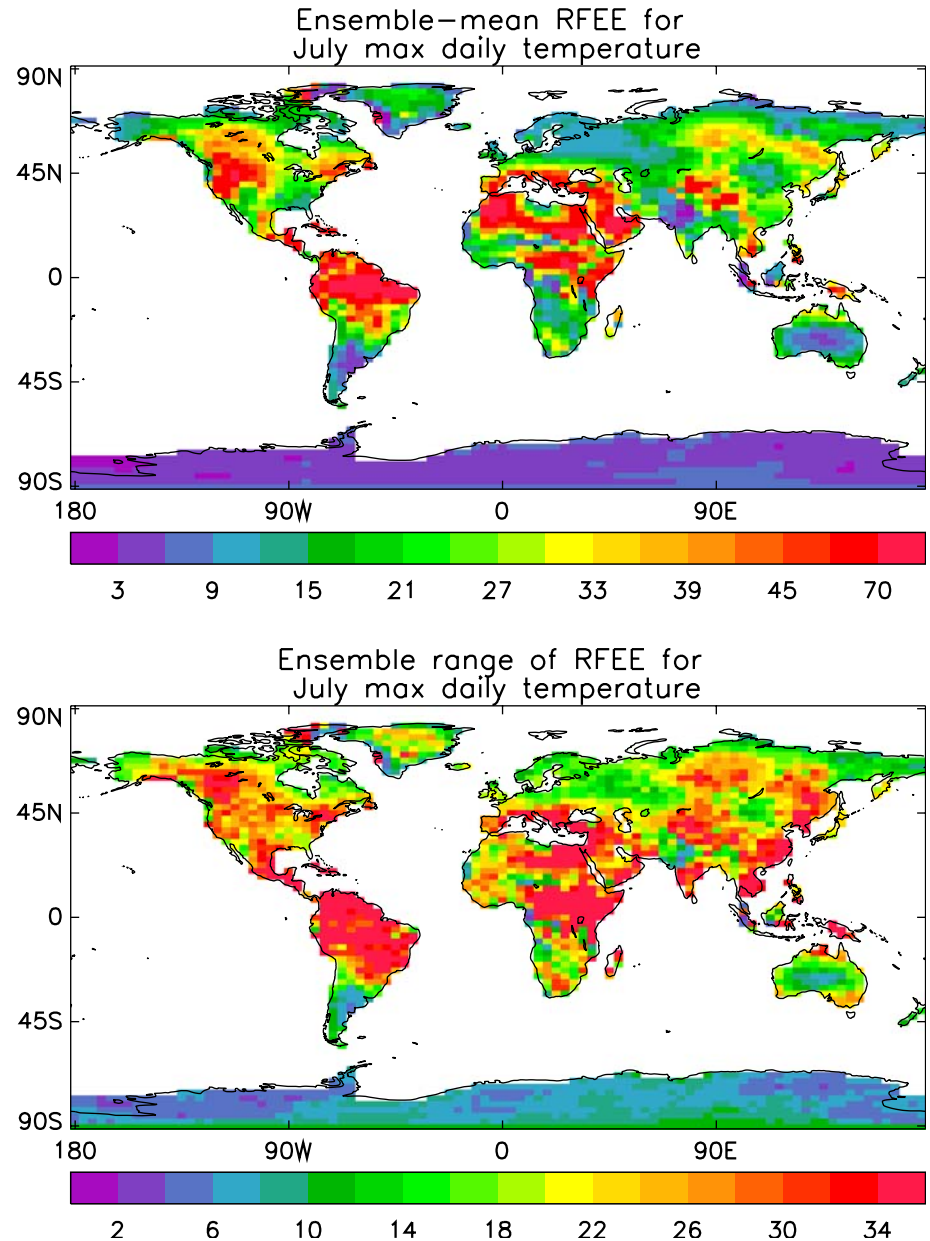 Ensemble-mean RFEE for
July max daily temperature
90N
45N
0
45S
90S
180 90W 0 90E
3 9 15 21 27 33 39 45 70
Ensemble range of RFEE for
July max daily temperature
90N
45N
0
45S
90S
180 90W 0 90E
2 6 10 14 18 22 26 30 34